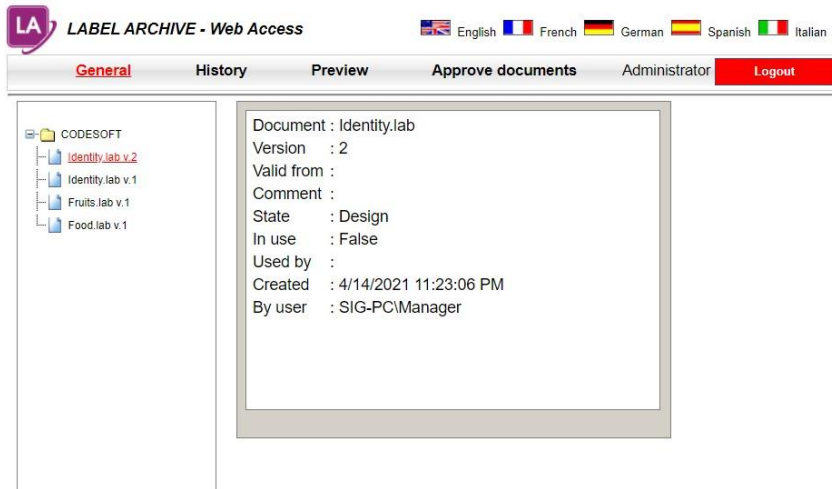 LA LABEL ARCHIVE - Web Access English French German Spanish Italian
General History Preview Approve documents Administrator Logout
CODESOFT
Identity.lab v.2
Identity.lab v.1
Fruits.lab v.1
Food.lab v.1
Document : Identity.lab
Version : 2
Valid from :
Comment :
State : Design
In use : False
Used by :
Created : 4/14/2021 11:23:06 PM
By user : SIG-PC\Manager